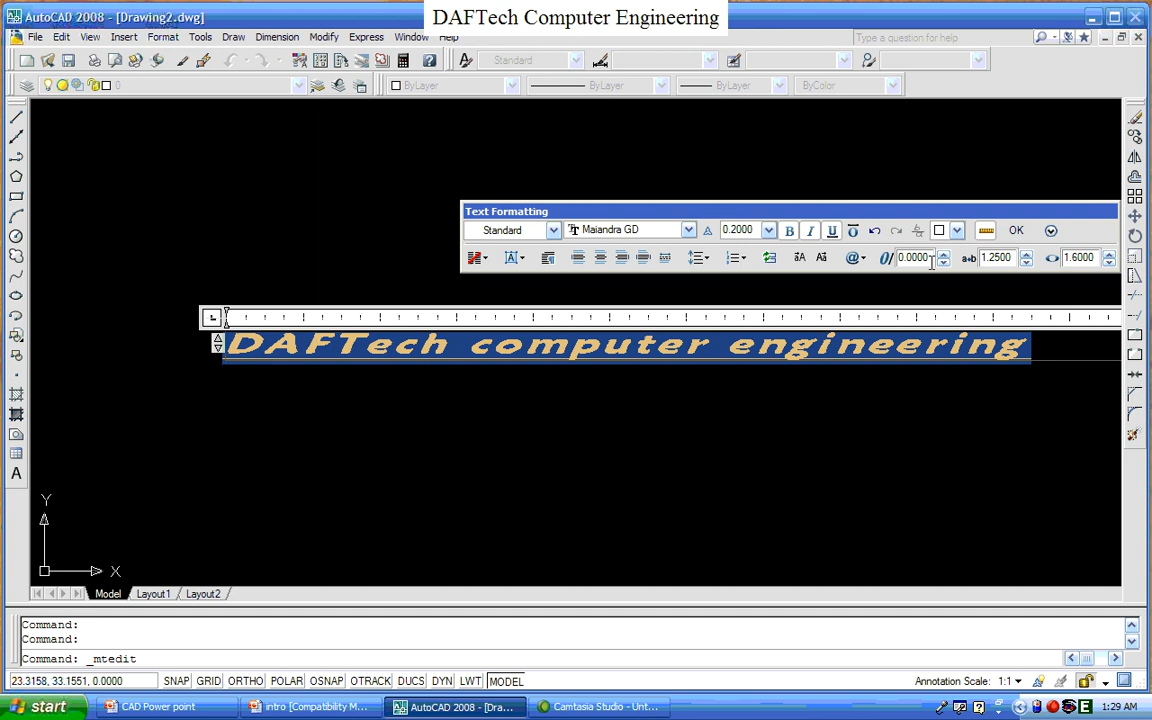 AutoCAD 2008 - [Drawing2.dwg]
DAFTech Computer Engineering
File Edit View Insert Format Tools Draw Dimension Modify Express Window Help
Type a question for help
Standard
0 ByLayer ByLayer ByLayer ByColor
Text Formatting
Standard Maiandra GD 0.2000 B I U O OK
@ 0/ 0.0000 a+b 1.2500 1.6000
DAFTech computer engineering
Y
X
Model Layout1 Layout2
Command:
Command:
Command: _mtedit
23.3158, 33.1551, 0.0000 SNAP GRID ORTHO POLAR OSNAP OTRACK DUCS DYN LWT MODEL Annotation Scale: 1:1
start CAD Power point intro [Compatibility M... AutoCAD 2008 - [Dra... Camtasia Studio - Unt... E 1:29 AM